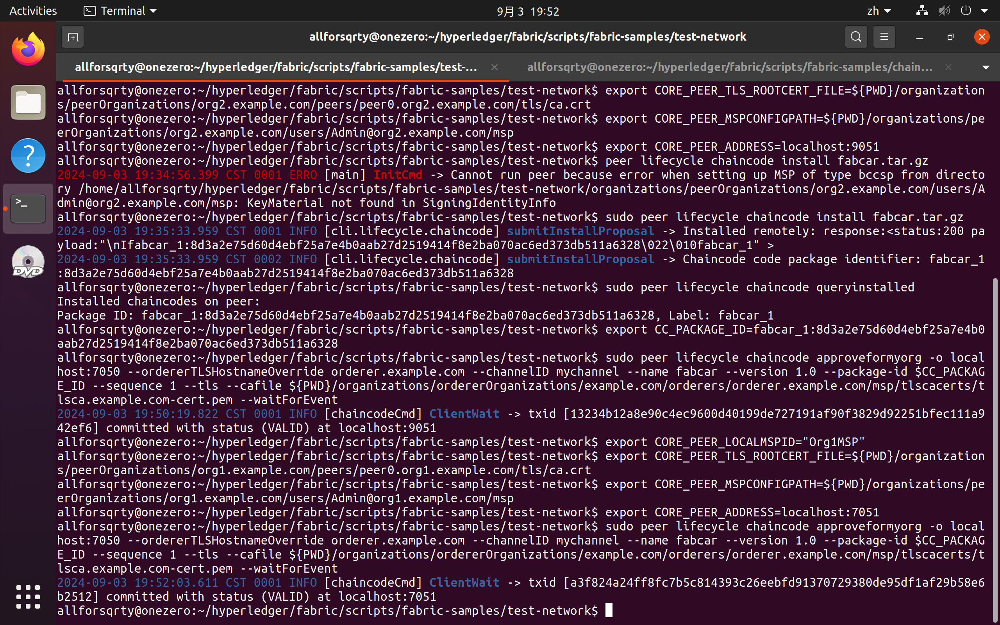 Activities
Terminal
9月 3 19:52
zh
allforsqrty@onezero:~/hyperledger/fabric/scripts/fabric-samples/test-network
allforsqrty@onezero:~/hyperledger/fabric/scripts/fabric-samples/test-...
allforsqrty@onezero:~/hyperledger/fabric/scripts/fabric-samples/chain...
allforsqrty@onezero:~/hyperledger/fabric/scripts/fabric-samples/test-network$ export CORE_PEER_TLS_ROOTCERT_FILE=${PWD}/organization
s/peerOrganizations/org2.example.com/peers/peer0.org2.example.com/tls/ca.crt
allforsqrty@onezero:~/hyperledger/fabric/scripts/fabric-samples/test-network$ export CORE_PEER_MSPCONFIGPATH=${PWD}/organizations/pe
erOrganizations/org2.example.com/users/Admin@org2.example.com/msp
allforsqrty@onezero:~/hyperledger/fabric/scripts/fabric-samples/test-network$ export CORE_PEER_ADDRESS=localhost:9051
allforsqrty@onezero:~/hyperledger/fabric/scripts/fabric-samples/test-network$ peer lifecycle chaincode install fabcar.tar.gz
2024-09-03 19:34:56.399 CST 0001 ERRO [main] InitCmd -> Cannot run peer because error when setting up MSP of type bccsp from directo
ry /home/allforsqrty/hyperledger/fabric/scripts/fabric-samples/test-network/organizations/peerOrganizations/org2.example.com/users/A
dmin@org2.example.com/msp: KeyMaterial not found in SigningIdentityInfo
allforsqrty@onezero:~/hyperledger/fabric/scripts/fabric-samples/test-network$ sudo peer lifecycle chaincode install fabcar.tar.gz
2024-09-03 19:35:33.959 CST 0001 INFO [cli.lifecycle.chaincode] submitInstallProposal -> Installed remotely: response:<status:200 pa
yload:"\nIfabcar_1:8d3a2e75d60d4ebf25a7e4b0aab27d2519414f8e2ba070ac6ed373db511a6328\022\010fabcar_1" >
2024-09-03 19:35:33.959 CST 0002 INFO [cli.lifecycle.chaincode] submitInstallProposal -> Chaincode code package identifier: fabcar_1
:8d3a2e75d60d4ebf25a7e4b0aab27d2519414f8e2ba070ac6ed373db511a6328
allforsqrty@onezero:~/hyperledger/fabric/scripts/fabric-samples/test-network$ sudo peer lifecycle chaincode queryinstalled
Installed chaincodes on peer:
Package ID: fabcar_1:8d3a2e75d60d4ebf25a7e4b0aab27d2519414f8e2ba070ac6ed373db511a6328, Label: fabcar_1
allforsqrty@onezero:~/hyperledger/fabric/scripts/fabric-samples/test-network$ export CC_PACKAGE_ID=fabcar_1:8d3a2e75d60d4ebf25a7e4b0
aab27d2519414f8e2ba070ac6ed373db511a6328
allforsqrty@onezero:~/hyperledger/fabric/scripts/fabric-samples/test-network$ sudo peer lifecycle chaincode approveformyorg -o local
host:7050 --ordererTLSHostnameOverride orderer.example.com --channelID mychannel --name fabcar --version 1.0 --package-id $CC_PACKAG
E_ID --sequence 1 --tls --cafile ${PWD}/organizations/ordererOrganizations/example.com/orderers/orderer.example.com/msp/tlscacerts/t
lsca.example.com-cert.pem --waitForEvent
2024-09-03 19:50:19.822 CST 0001 INFO [chaincodeCmd] ClientWait -> txid [13234b12a8e90c4ec9600d40199de727191af90f3829d92251bfec111a9
42ef6] committed with status (VALID) at localhost:9051
allforsqrty@onezero:~/hyperledger/fabric/scripts/fabric-samples/test-network$ export CORE_PEER_LOCALMSPID="Org1MSP"
allforsqrty@onezero:~/hyperledger/fabric/scripts/fabric-samples/test-network$ export CORE_PEER_TLS_ROOTCERT_FILE=${PWD}/organization
s/peerOrganizations/org1.example.com/peers/peer0.org1.example.com/tls/ca.crt
allforsqrty@onezero:~/hyperledger/fabric/scripts/fabric-samples/test-network$ export CORE_PEER_MSPCONFIGPATH=${PWD}/organizations/pe
erOrganizations/org1.example.com/users/Admin@org1.example.com/msp
allforsqrty@onezero:~/hyperledger/fabric/scripts/fabric-samples/test-network$ export CORE_PEER_ADDRESS=localhost:7051
allforsqrty@onezero:~/hyperledger/fabric/scripts/fabric-samples/test-network$ sudo peer lifecycle chaincode approveformyorg -o local
host:7050 --ordererTLSHostnameOverride orderer.example.com --channelID mychannel --name fabcar --version 1.0 --package-id $CC_PACKAG
E_ID --sequence 1 --tls --cafile ${PWD}/organizations/ordererOrganizations/example.com/orderers/orderer.example.com/msp/tlscacerts/t
lsca.example.com-cert.pem --waitForEvent
2024-09-03 19:52:03.611 CST 0001 INFO [chaincodeCmd] ClientWait -> txid [a3f824a24ff8fc7b5c814393c26eebfd91370729380de95df1af29b58e6
b2512] committed with status (VALID) at localhost:7051
allforsqrty@onezero:~/hyperledger/fabric/scripts/fabric-samples/test-network$
DVD